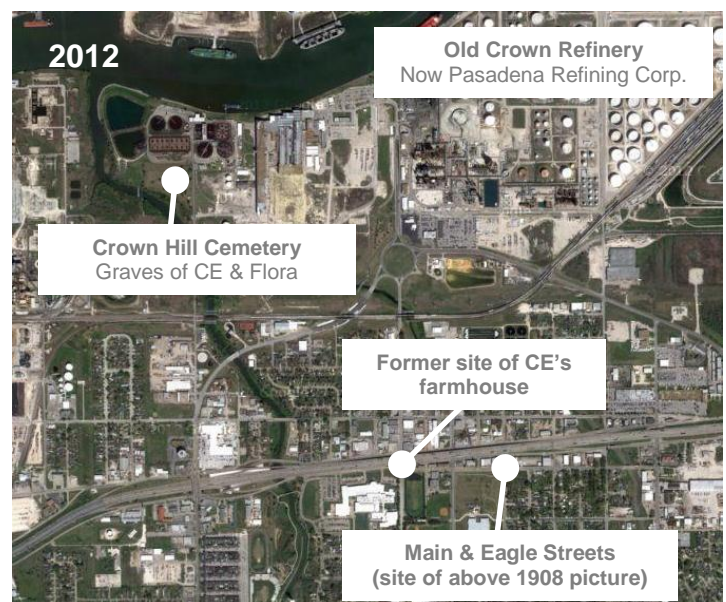 2012
Old Crown Refinery
Now Pasadena Refining Corp.
Crown Hill Cemetery
Graves of CE & Flora
Former site of CE's
farmhouse
Main & Eagle Streets
(site of above 1908 picture)